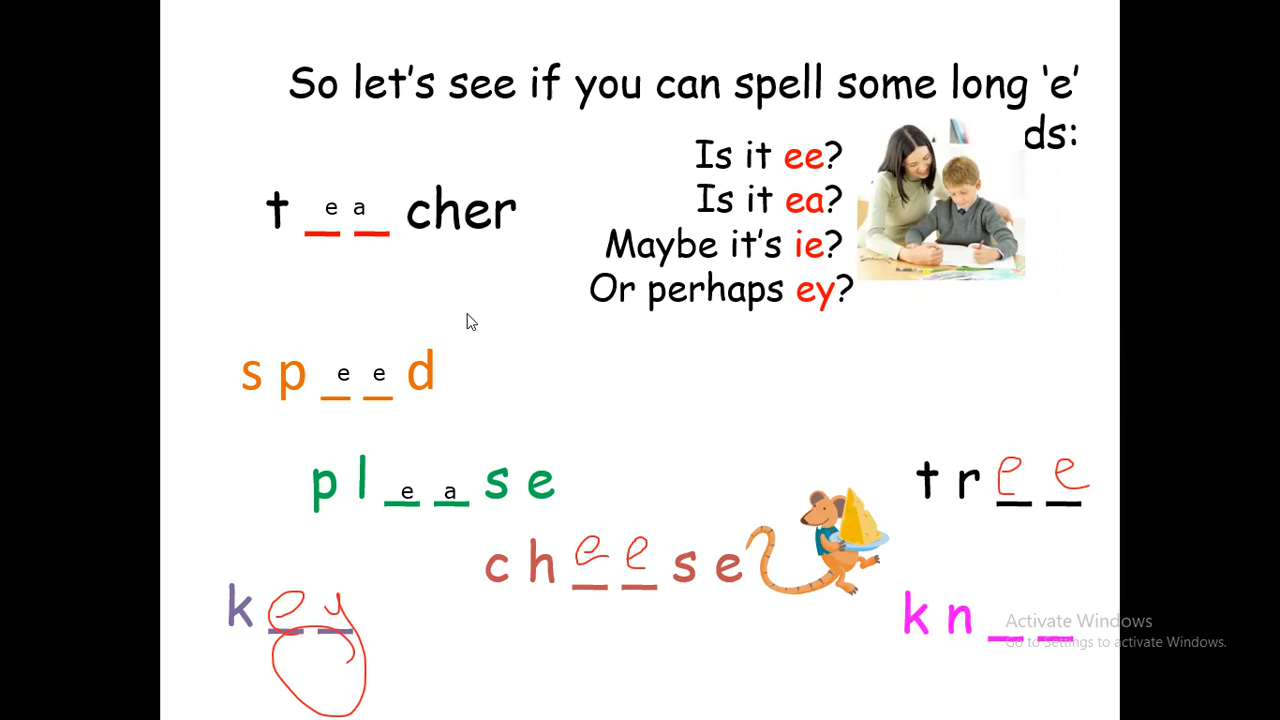 So let's see if you can spell some long 'e'
ds:
Is it ee?
Is it ea?
Maybe it's ie?
Or perhaps ey?
t e a cher
s p e e d
p l e a s e
t r e e
c h e e s e
k e y
k n _ _
Activate Windows
Go to Settings to activate Windows.